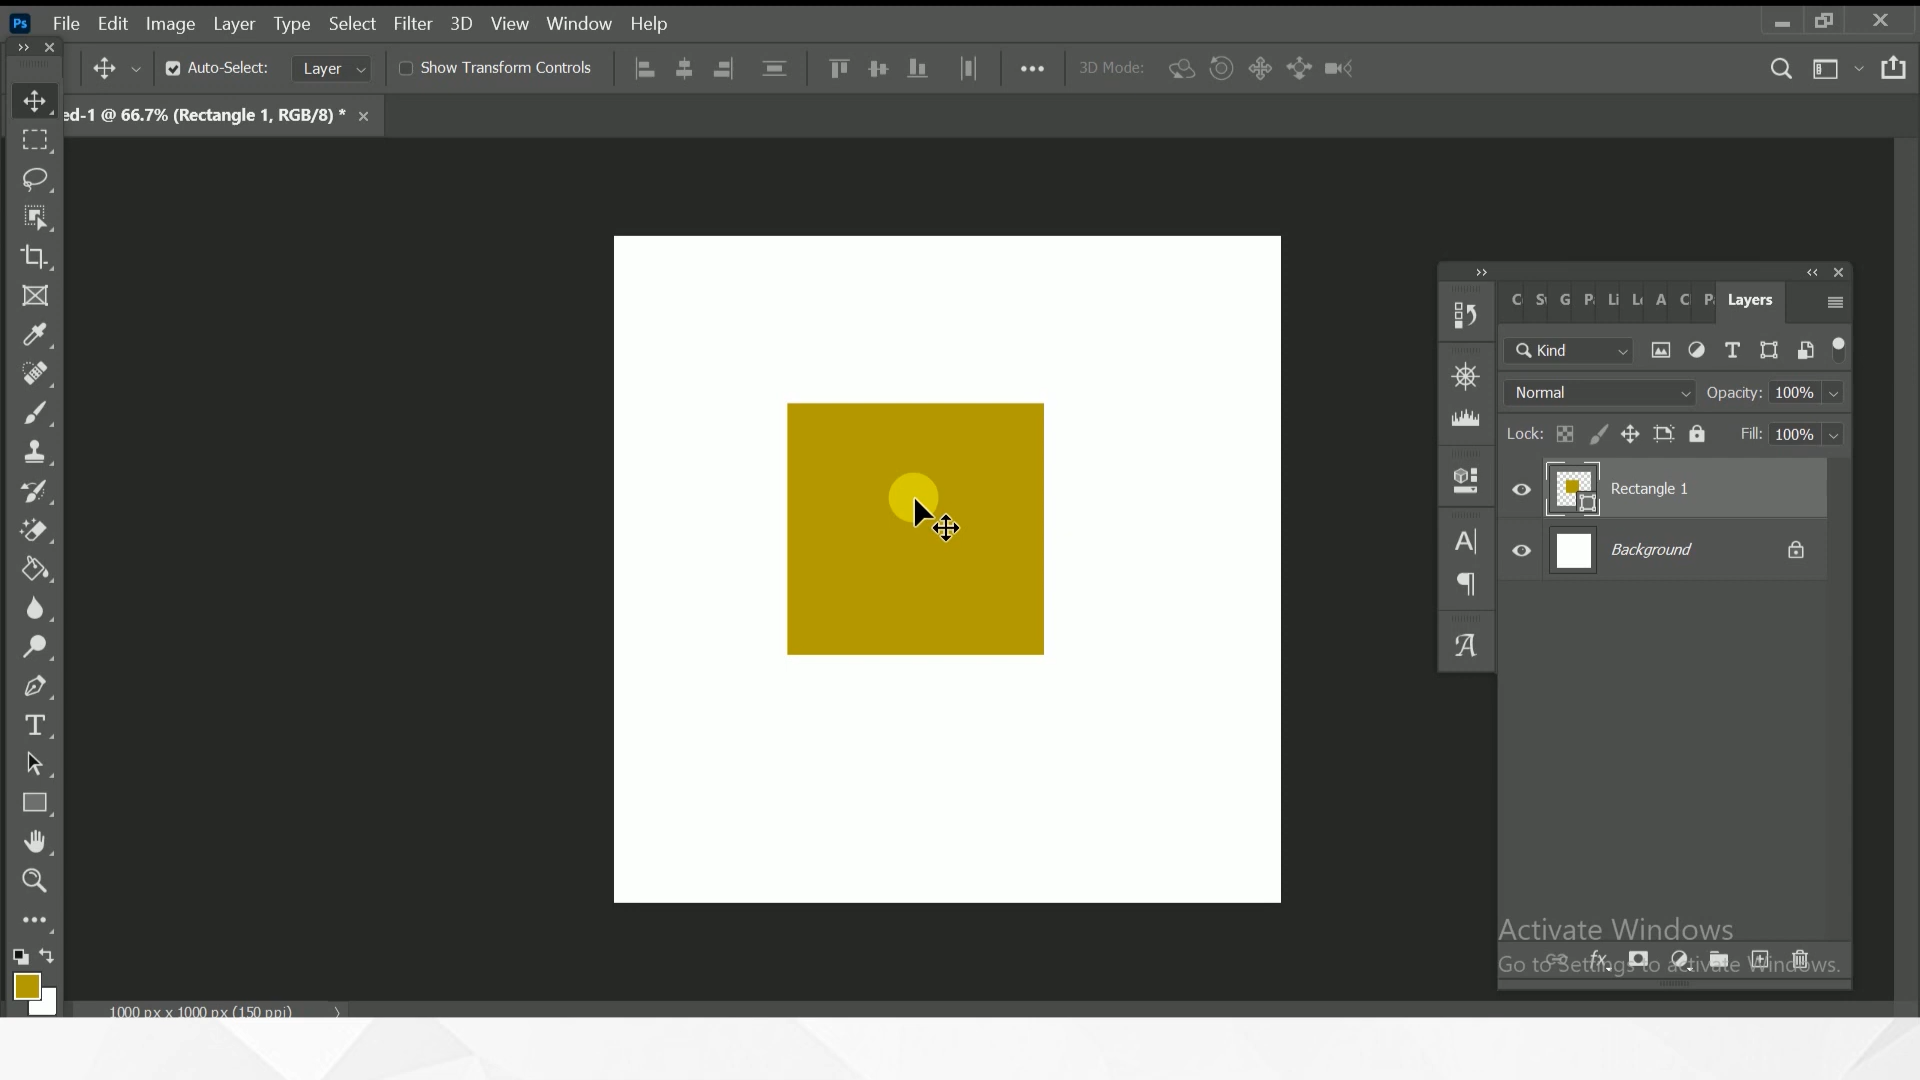 Ps File Edit Image Layer Type Select Filter 3D View Window Help
Auto-Select: Layer Show Transform Controls 3D Mode:
ed-1 @ 66.7% (Rectangle 1, RGB/8) *
C S G P Li L A C P Layers
Kind
Normal Opacity: 100%
Lock: Fill: 100%
Rectangle 1
Background
Activate Windows
Go to Settings to activate Windows.
1000 px x 1000 px (150 ppi)